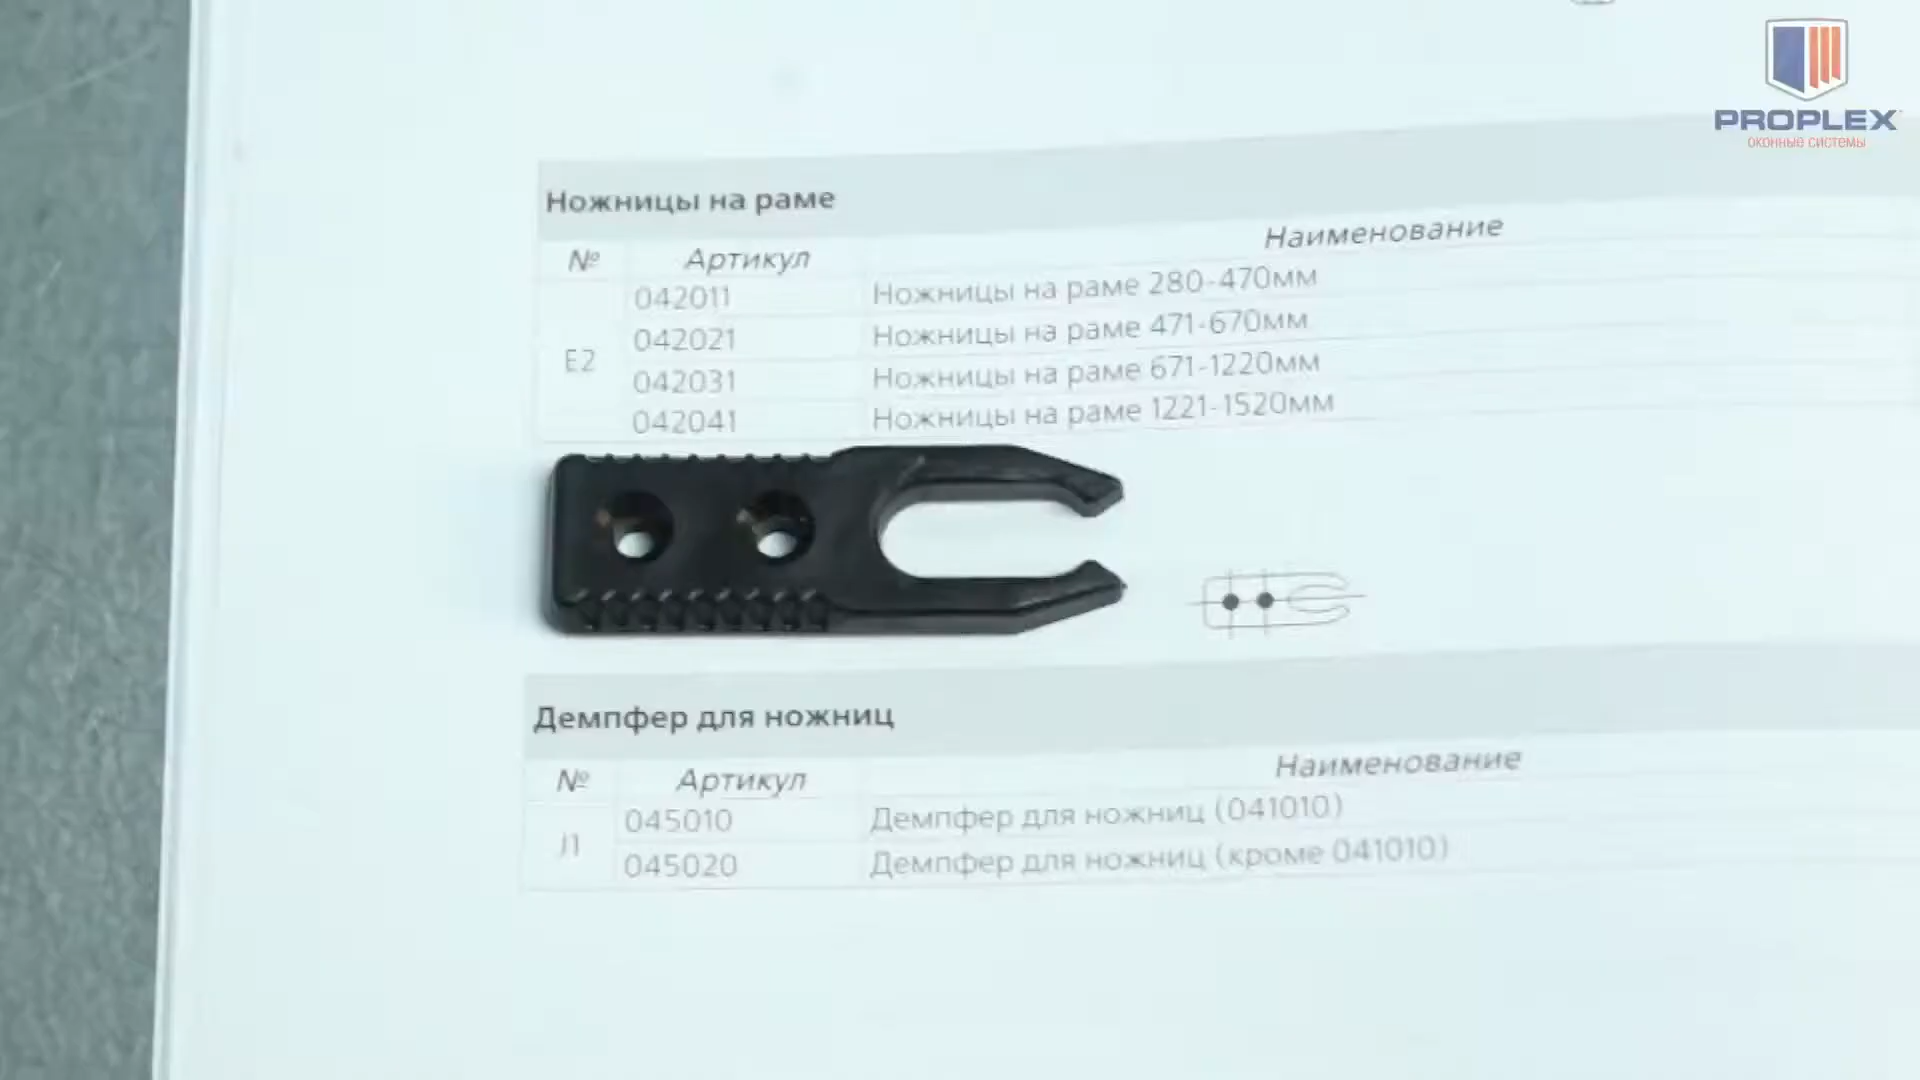 PROPLEX
оконные системы
Ножницы на раме
№ Артикул Наименование
042011 Ножницы на раме 280-470мм
042021 Ножницы на раме 471-670мм
E2
042031 Ножницы на раме 671-1220мм
042041 Ножницы на раме 1221-1520мм
Демпфер для ножниц
№ Артикул Наименование
045010 Демпфер для ножниц (041010)
J1
045020 Демпфер для ножниц (кроме 041010)